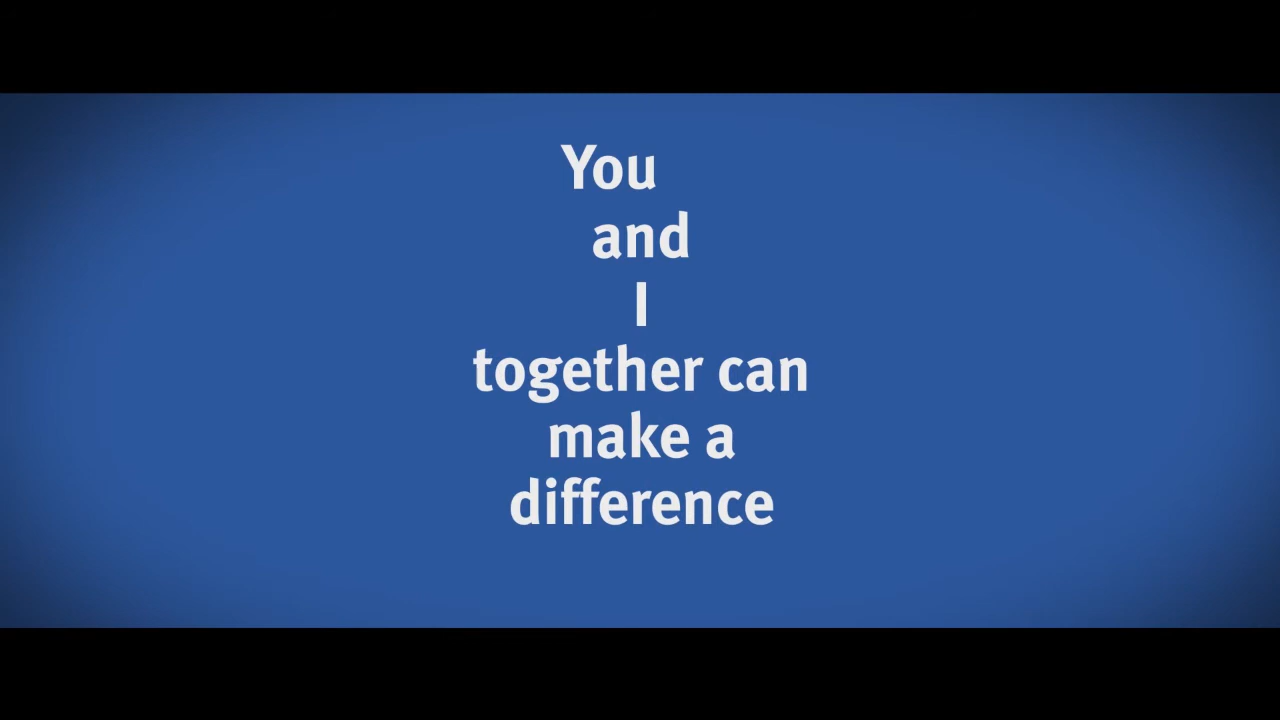 You
and
I
together can
make a
difference